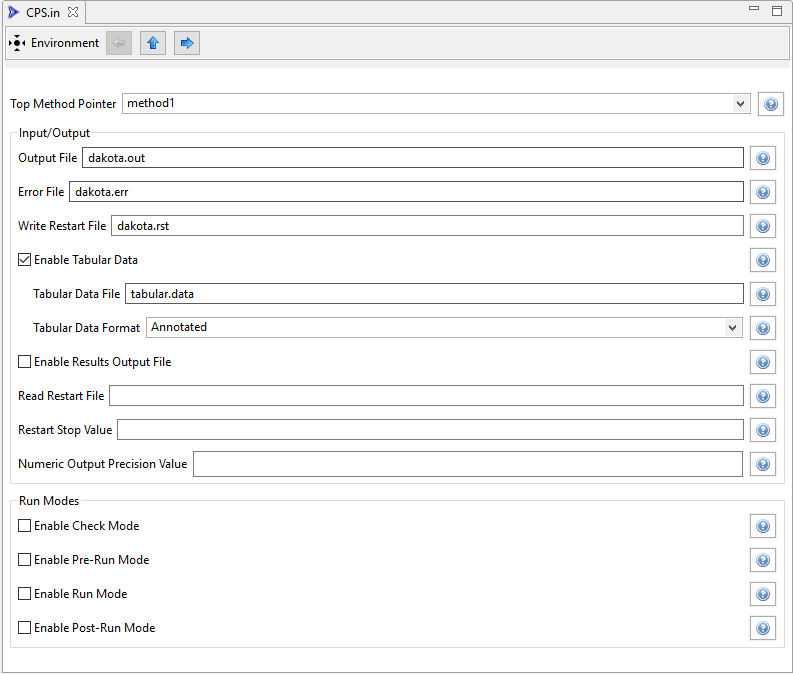 CPS.in
Environment
Top Method Pointer method1
Input/Output
Output File dakota.out
Error File dakota.err
Write Restart File dakota.rst
Enable Tabular Data
Tabular Data File tabular.data
Tabular Data Format Annotated
Enable Results Output File
Read Restart File
Restart Stop Value
Numeric Output Precision Value
Run Modes
Enable Check Mode
Enable Pre-Run Mode
Enable Run Mode
Enable Post-Run Mode